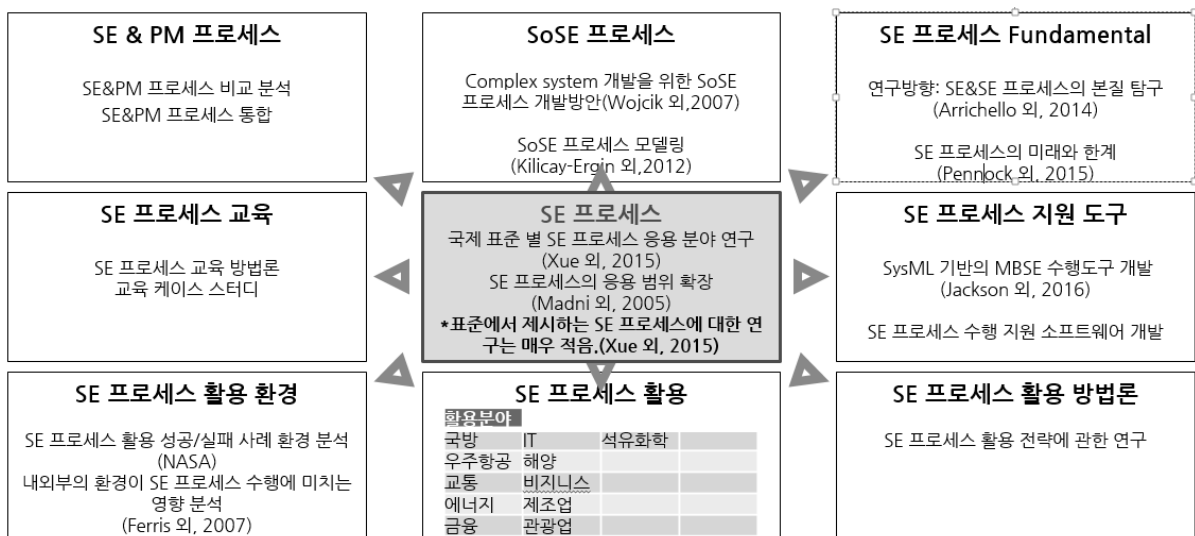 SE & PM 프로세스
SE&PM 프로세스 비교 분석
SE&PM 프로세스 통합
SoSE 프로세스
Complex system 개발을 위한 SoSE
프로세스 개발방안(Wojcik 외,2007)
SoSE 프로세스 모델링
(Kilicay-Ergin 외,2012)
SE 프로세스 Fundamental
연구방향: SE&SE 프로세스의 본질 탐구
(Arrichello 외, 2014)
SE 프로세스의 미래와 한계
(Pennock 외, 2015)
SE 프로세스 교육
SE 프로세스 교육 방법론
교육 케이스 스터디
SE 프로세스
국제 표준 별 SE 프로세스 응용 분야 연구
(Xue 외, 2015)
SE 프로세스의 응용 범위 확장
(Madni 외, 2005)
*표준에서 제시하는 SE 프로세스에 대한 연
구는 매우 적음.(Xue 외, 2015)
SE 프로세스 지원 도구
SysML 기반의 MBSE 수행도구 개발
(Jackson 외, 2016)
SE 프로세스 수행 지원 소프트웨어 개발
SE 프로세스 활용 환경
SE 프로세스 활용 성공/실패 사례 환경 분석
(NASA)
내외부의 환경이 SE 프로세스 수행에 미치는
영향 분석
(Ferris 외, 2007)
SE 프로세스 활용
활용분야
국방 IT 석유화학
우주항공 해양
교통 비지니스
에너지 제조업
금융 관광업
SE 프로세스 활용 방법론
SE 프로세스 활용 전략에 관한 연구